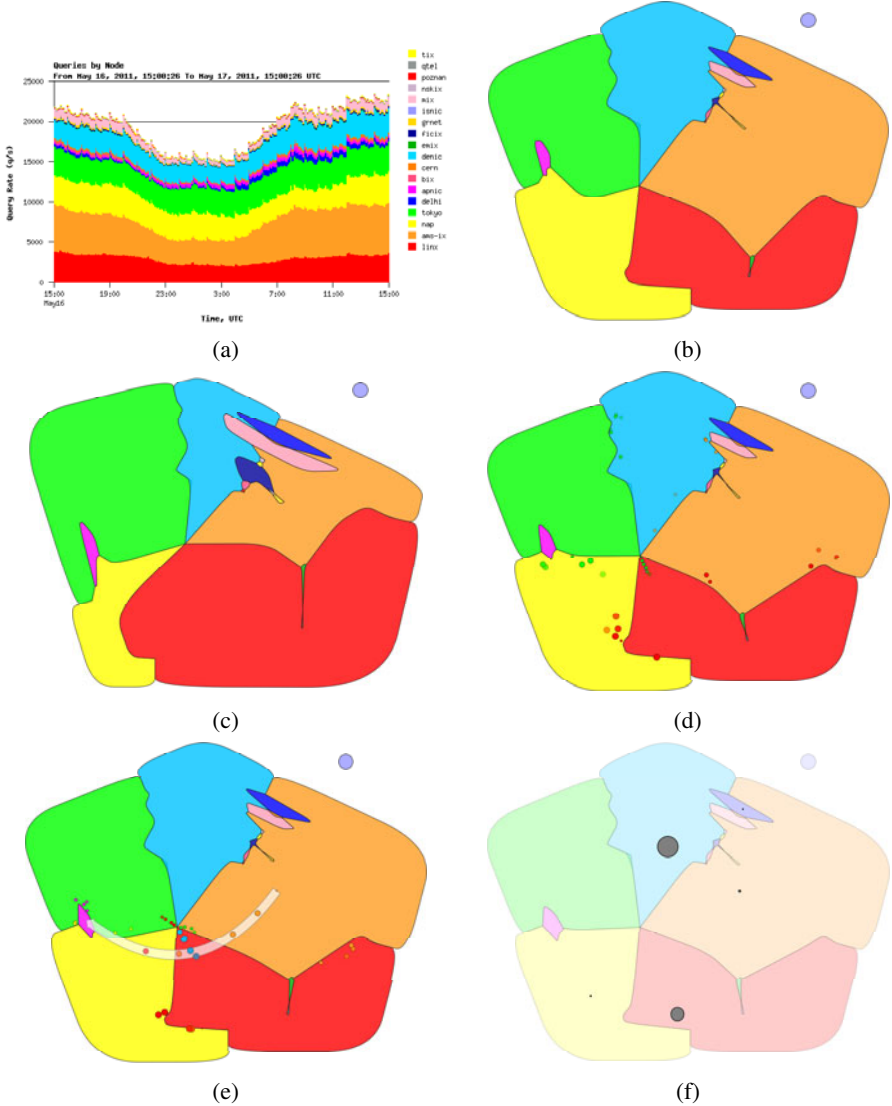 Queries by Node
From May 16, 2011, 15:00:26 To May 17, 2011, 15:00:26 UTC
25000
20000
15000
10000
5000
0
Query Rate (q/s)
15:00
May16
19:00
23:00
3:00
7:00
11:00
15:00
Time, UTC
tix
qtel
poznan
nskix
mix
isnic
grnet
ficix
emix
denic
cern
bix
apnic
delhi
tokyo
nap
ams-ix
linx
(a)
(b)
(c)
(d)
(e)
(f)